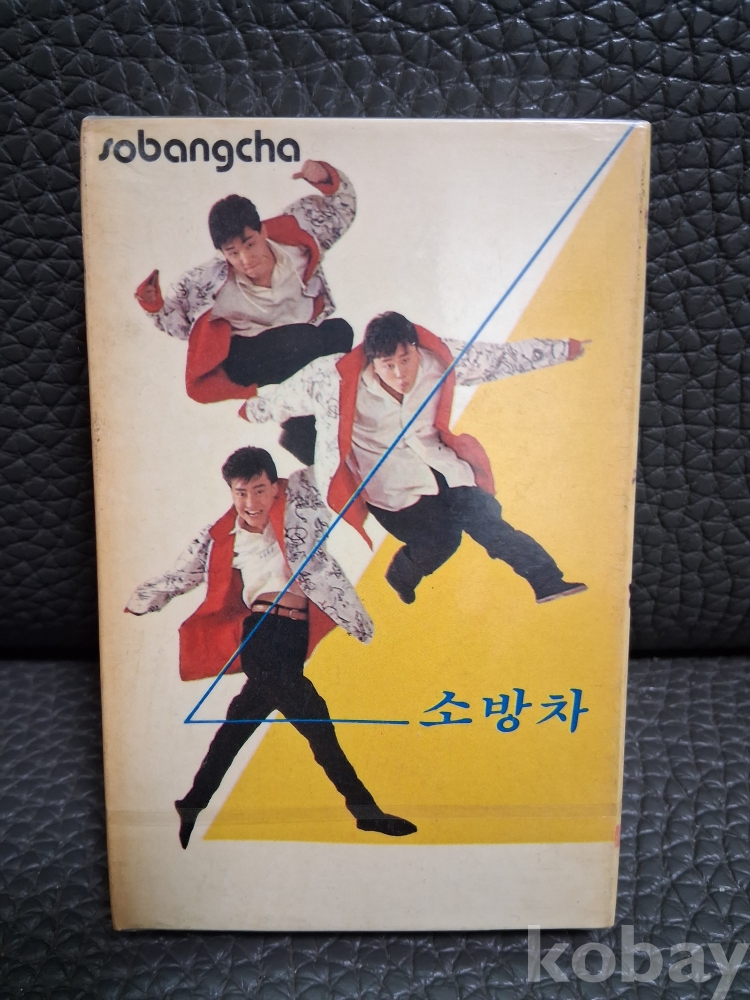 sobangcha
소방차
kobay